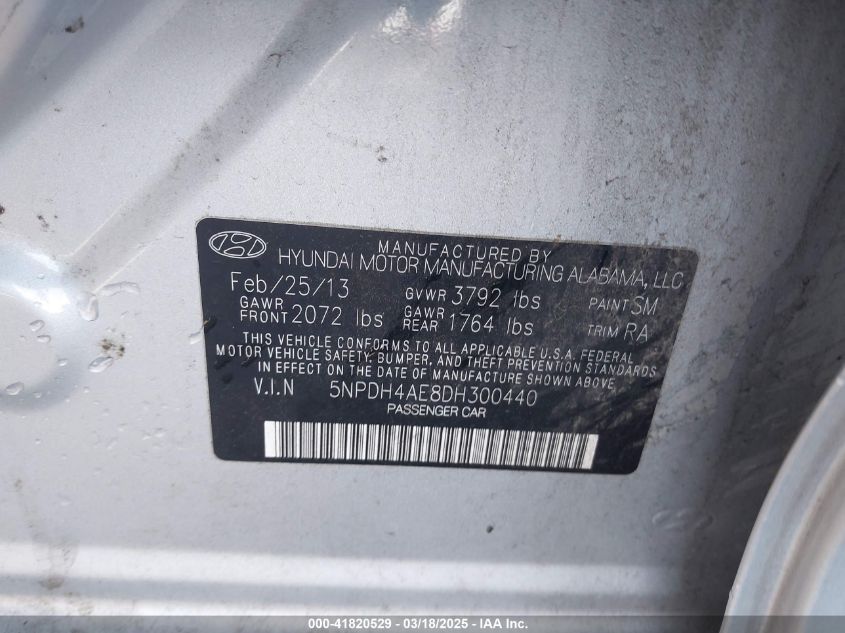 MANUFACTURED BY
HYUNDAI MOTOR MANUFACTURING ALABAMA, LLC
Feb/25/13 GVWR 3792 lbs PAINT SM
GAWR FRONT 2072 lbs GAWR REAR 1764 lbs TRIM RA
THIS VEHICLE CONFORMS TO ALL APPLICABLE U.S.A. FEDERAL
MOTOR VEHICLE SAFETY, BUMPER, AND THEFT PREVENTION STANDARDS
IN EFFECT ON THE DATE OF MANUFACTURE SHOWN ABOVE.
V.I.N 5NPDH4AE8DH300440
PASSENGER CAR
000-41820529 - 03/18/2025 - IAA Inc.